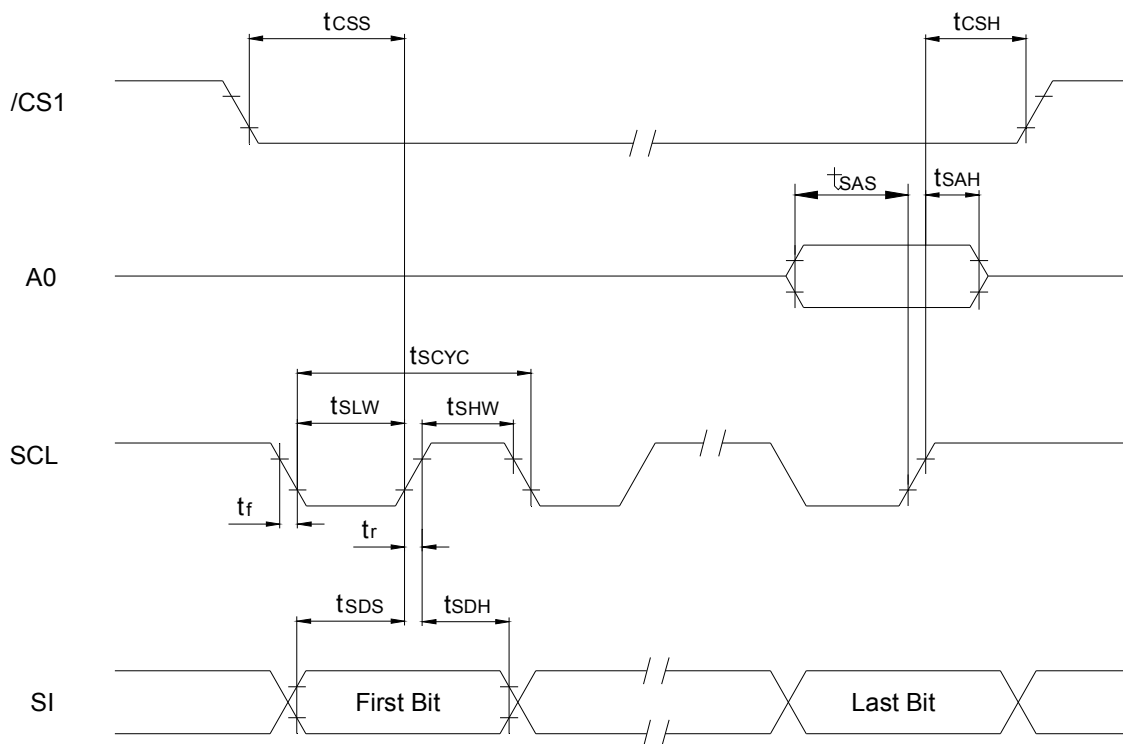 tCSS
tCSH
/CS1
tSAS
tSAH
A0
tSCYC
tSLW
tSHW
SCL
tf
tr
tSDS
tSDH
SI
First Bit
Last Bit